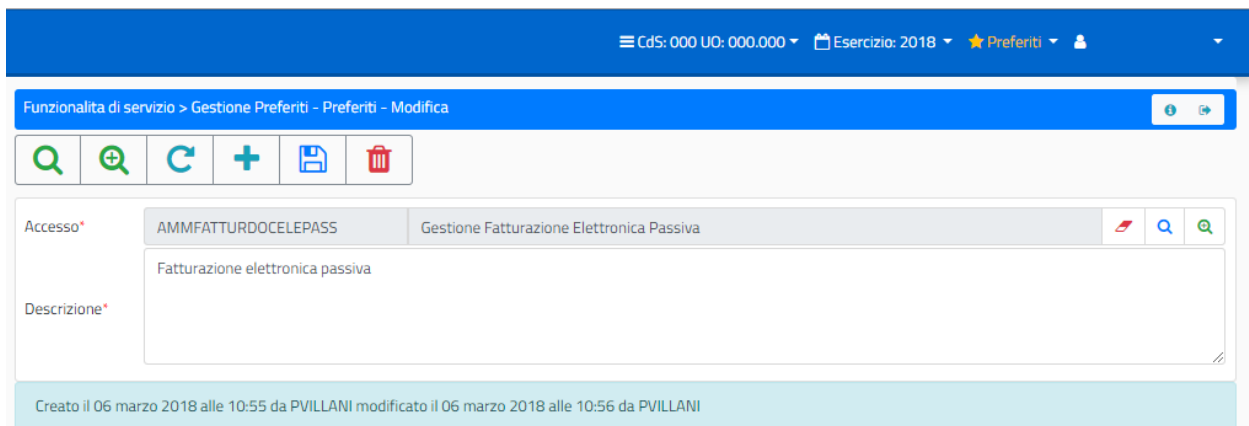 CdS: 000 UO: 000.000 Esercizio: 2018 Preferiti
Funzionalita di servizio > Gestione Preferiti - Preferiti - Modifica
Accesso* AMMFATTURDOCELEPASS Gestione Fatturazione Elettronica Passiva
Fatturazione elettronica passiva
Descrizione*
Creato il 06 marzo 2018 alle 10:55 da PVILLANI modificato il 06 marzo 2018 alle 10:56 da PVILLANI